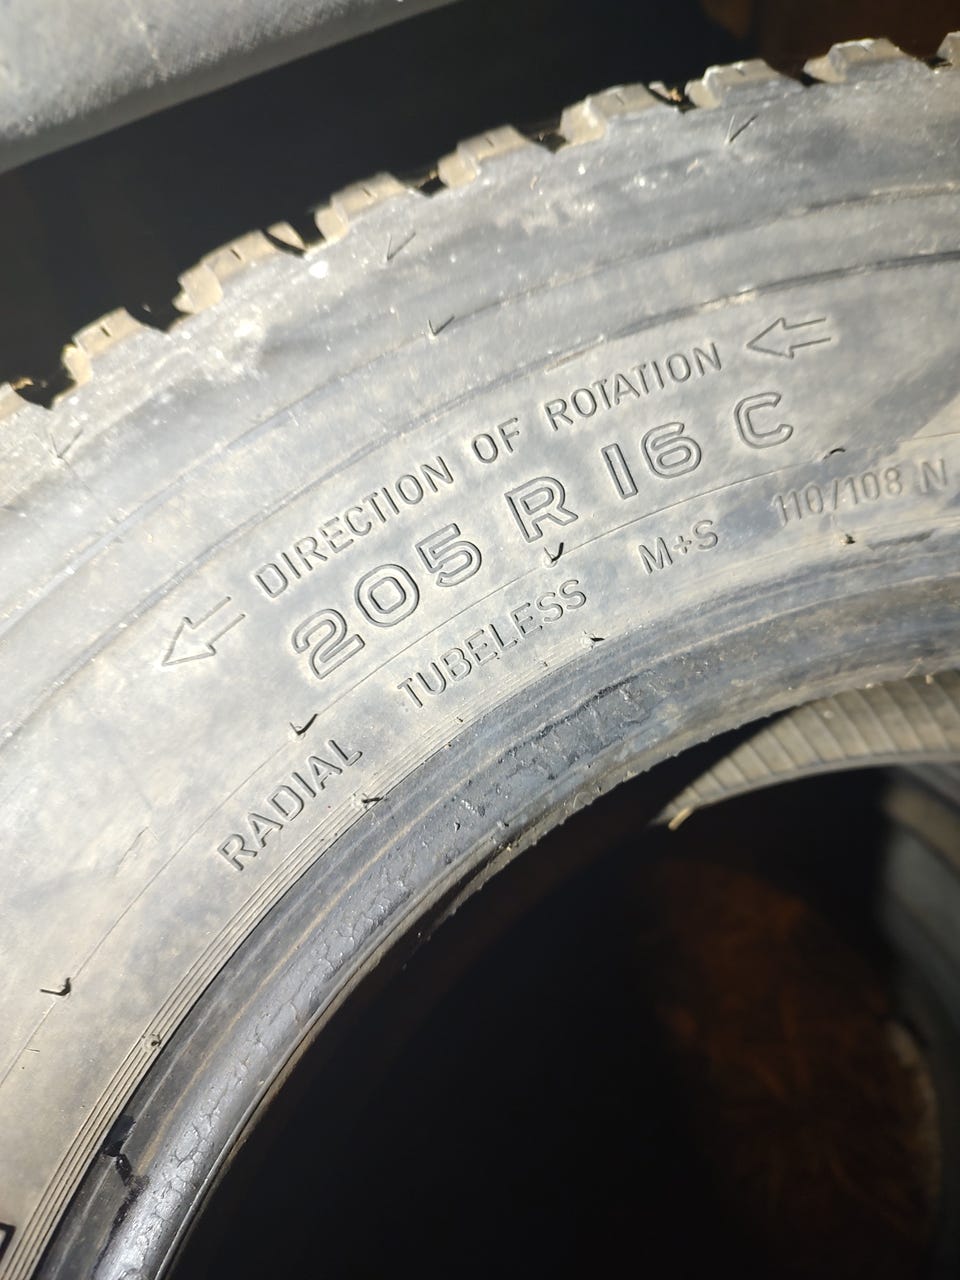 DIRECTION OF ROTATION
205 R 16 C
RADIAL TUBELESS M+S 110/108 N